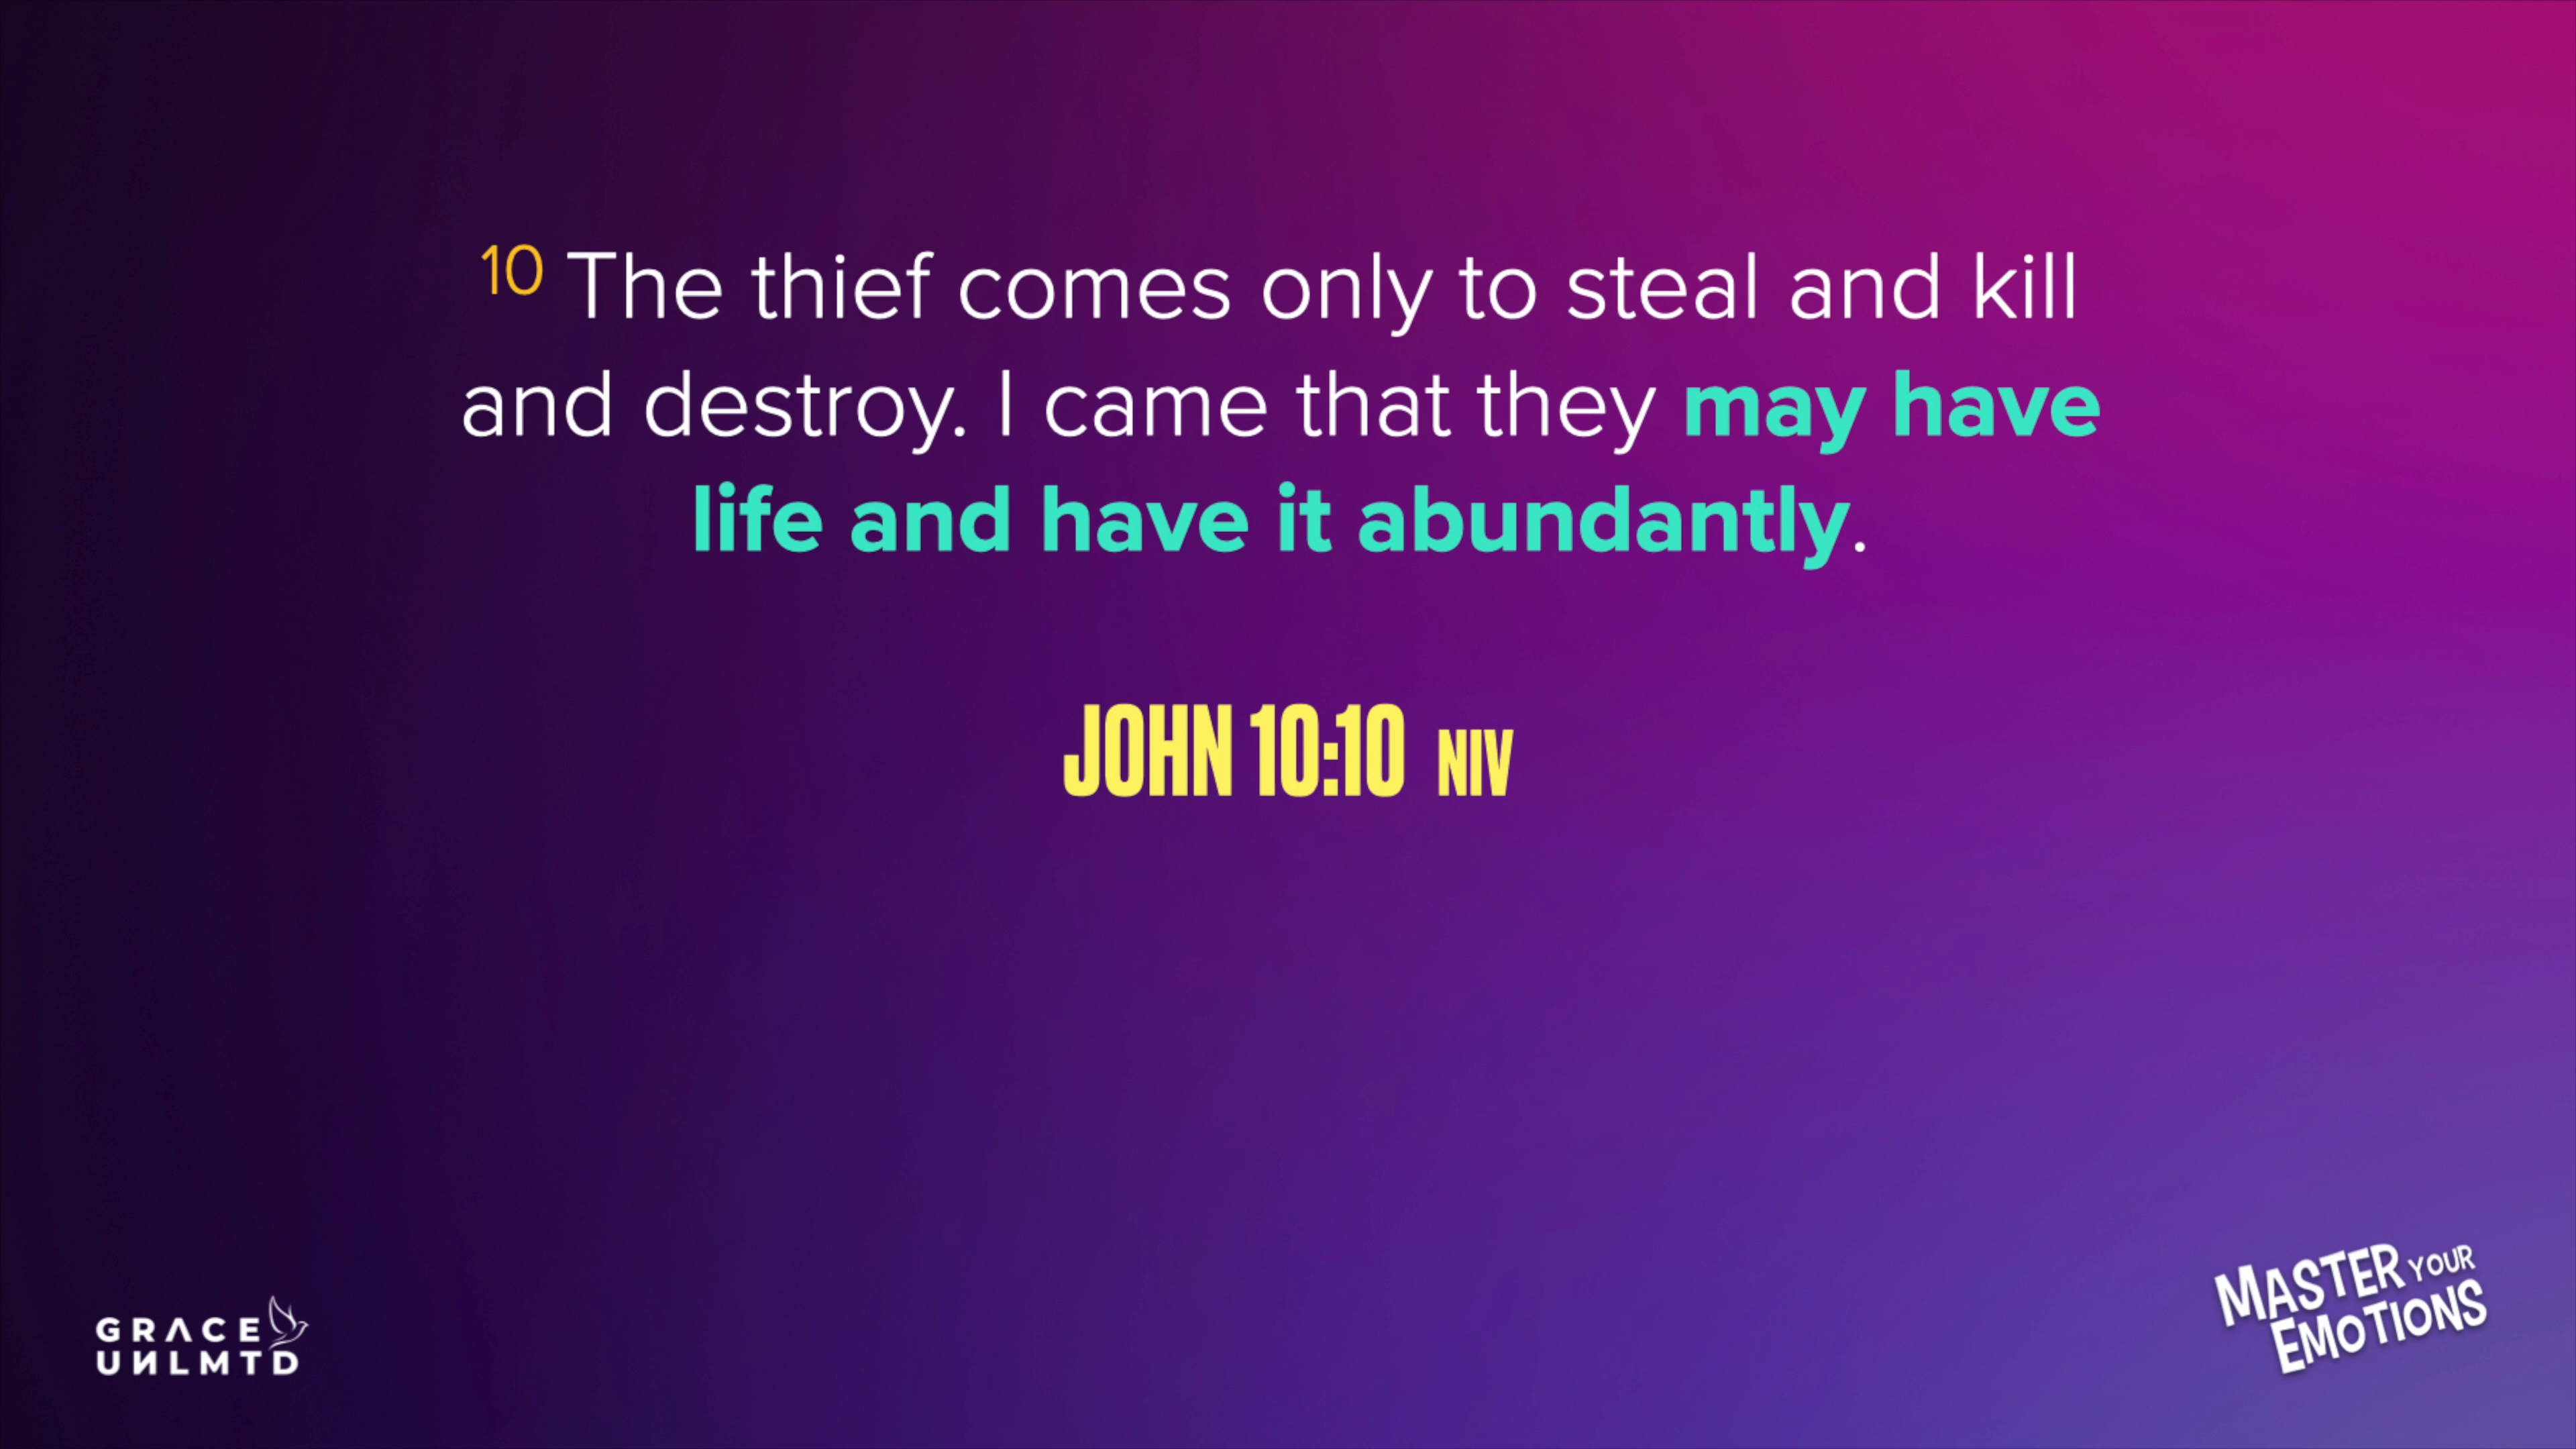 10 The thief comes only to steal and kill
and destroy. I came that they may have
life and have it abundantly.
JOHN 10:10 NIV
GRACE
UNLMTD
MASTER YOUR
EMOTIONS